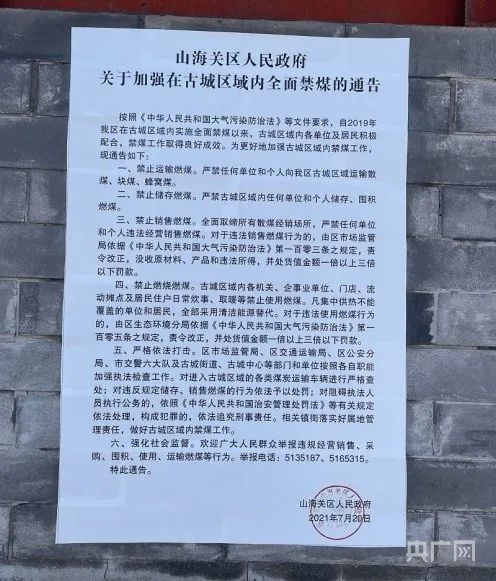 山海关区人民政府
关于加强在古城区域内全面禁煤的通告
按照《中华人民共和国大气污染防治法》等文件要求，自2019年
我区在古城区域内实施全面禁煤以来，古城区域内各单位及居民积极
配合，禁煤工作取得良好成效。为更好地加强古城区域内禁煤工作，
现通告如下：
一、禁止运输燃煤。严禁任何单位和个人向我区古城区域运输散
煤、块煤、蜂窝煤。
二、禁止储存燃煤。严禁古城区域内任何单位和个人储存、囤积
燃煤。
三、禁止销售燃煤。全面取缔所有散煤经销场所，严禁任何单位
和个人违法经营销售燃煤。对于违法销售燃煤行为的，由区市场监管
局依据《中华人民共和国大气污染防治法》第一百零三条之规定，责
令改正，没收原材料、产品和违法所得，并处货值金额一倍以上三倍
以下罚款。
四、禁止燃烧燃煤。古城区域内各机关、企事业单位、门店、流
动摊点及居民住户日常炊事、取暖等禁止使用燃煤。凡集中供热不能
覆盖的单位和居民，全部采用清洁能源替代。对于违法使用燃煤行为
的，由区生态环境分局依据《中华人民共和国大气污染防治法》第一
百零五条之规定，责令改正，并处货值金额一倍以上三倍以下罚款。
五、严格依法打击。区市场监管局、区交通运输局、区公安分
局、市交警六大队及古城街道、古城中心等部门和单位按照各自职能
加强执法检查工作。对进入古城区域的各类煤炭运输车辆进行严格查
处；对违反规定储存、销售燃煤的行为依法予以处罚；对阻碍执法人
员执行公务的，依照《中华人民共和国治安管理处罚法》等有关规定
依法处理，构成犯罪的，依法追究刑事责任。相关镇街落实好属地管
理责任，做好古城区域内禁煤工作。
六、强化社会监督。欢迎广大人民群众举报违规经营销售、采
购、囤积、使用、运输燃煤等行为。举报电话：5135187、5165315。
特此通告。
山海关区人民政府
2021年7月20日
央广网